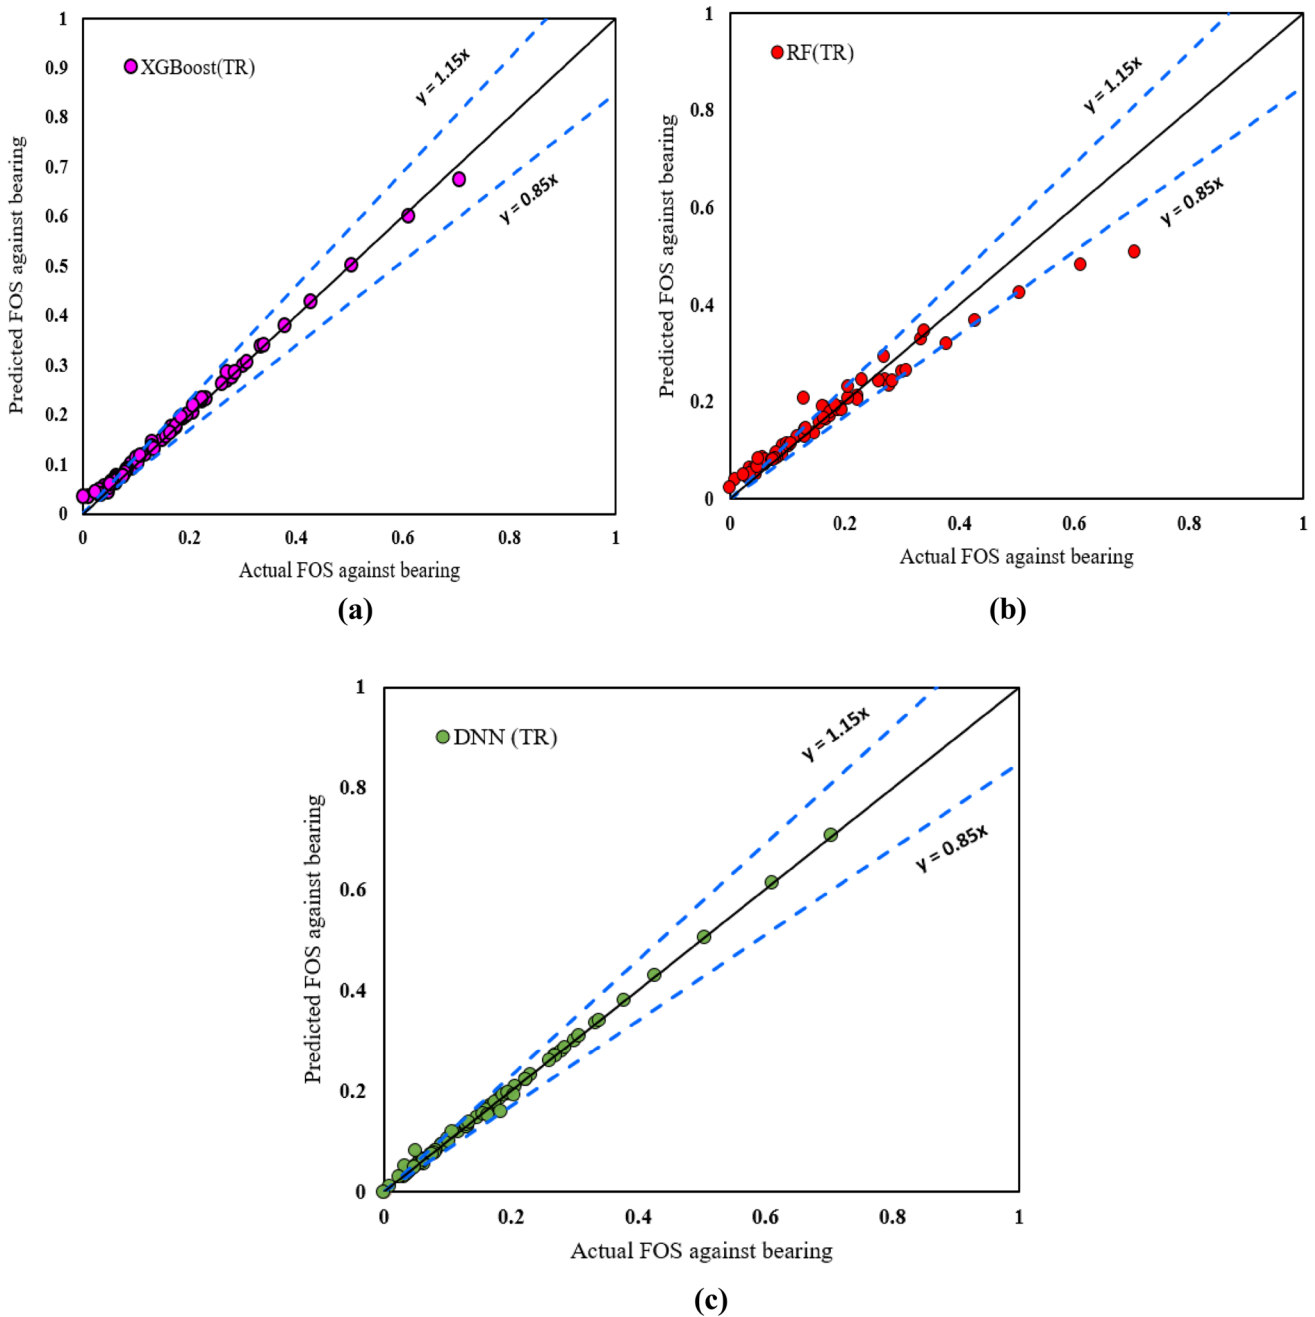 1
0.9
0.8
0.7
0.6
0.5
0.4
0.3
0.2
0.1
0
XGBoost(TR)
y = 1.15x
y = 0.85x
Predicted FOS against bearing
0 0.2 0.4 0.6 0.8 1
Actual FOS against bearing
(a)
1
0.8
0.6
0.4
0.2
0
RF(TR)
y = 1.15x
y = 0.85x
Predicted FOS against bearing
0 0.2 0.4 0.6 0.8 1
Actual FOS against bearing
(b)
1
0.8
0.6
0.4
0.2
0
DNN (TR)
y = 1.15x
y = 0.85x
Predicted FOS against bearing
0 0.2 0.4 0.6 0.8 1
Actual FOS against bearing
(c)